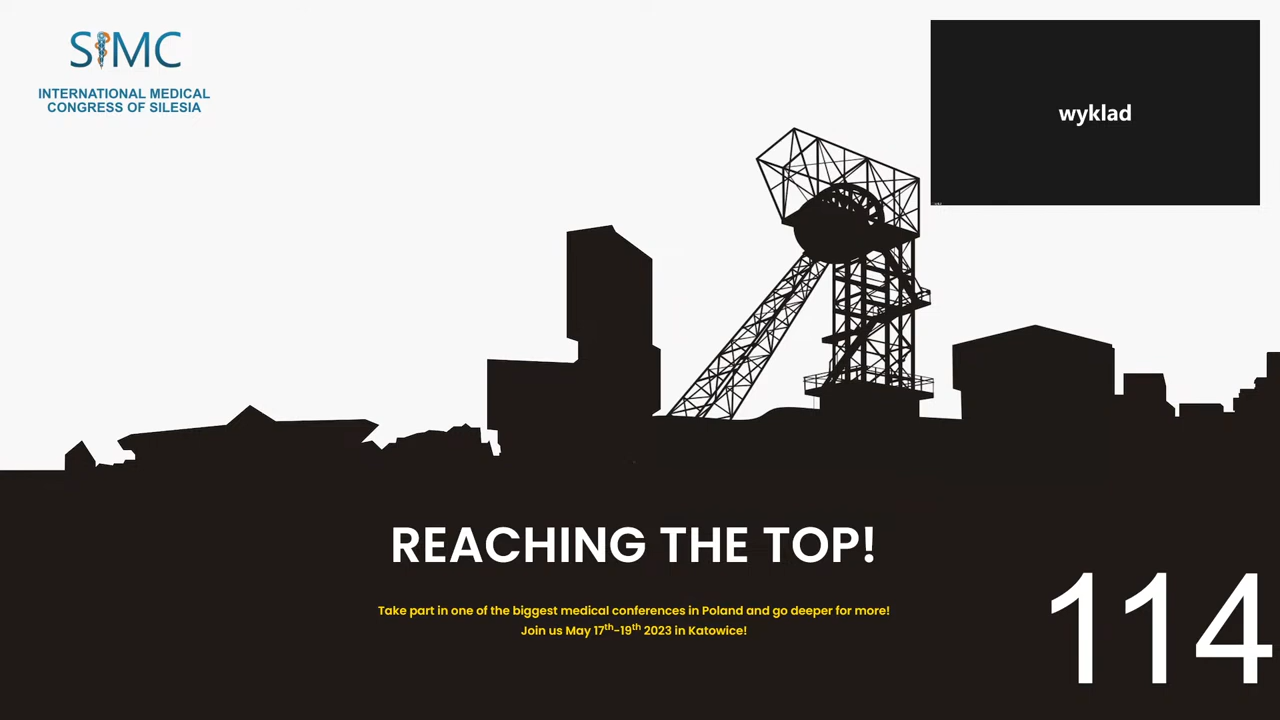 SIMC
INTERNATIONAL MEDICAL
CONGRESS OF SILESIA
wyklad
REACHING THE TOP!
Take part in one of the biggest medical conferences in Poland and go deeper for more!
Join us May 17th-19th 2023 in Katowice!
114